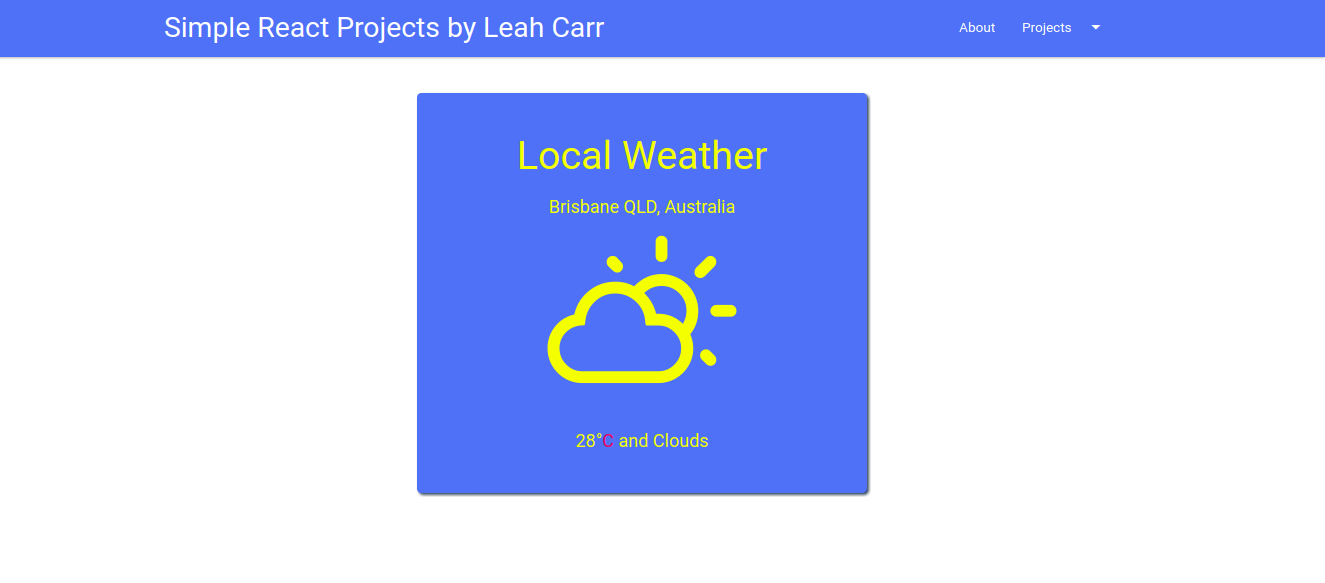 Simple React Projects by Leah Carr
About
Projects
Local Weather
Brisbane QLD, Australia
28°C and Clouds